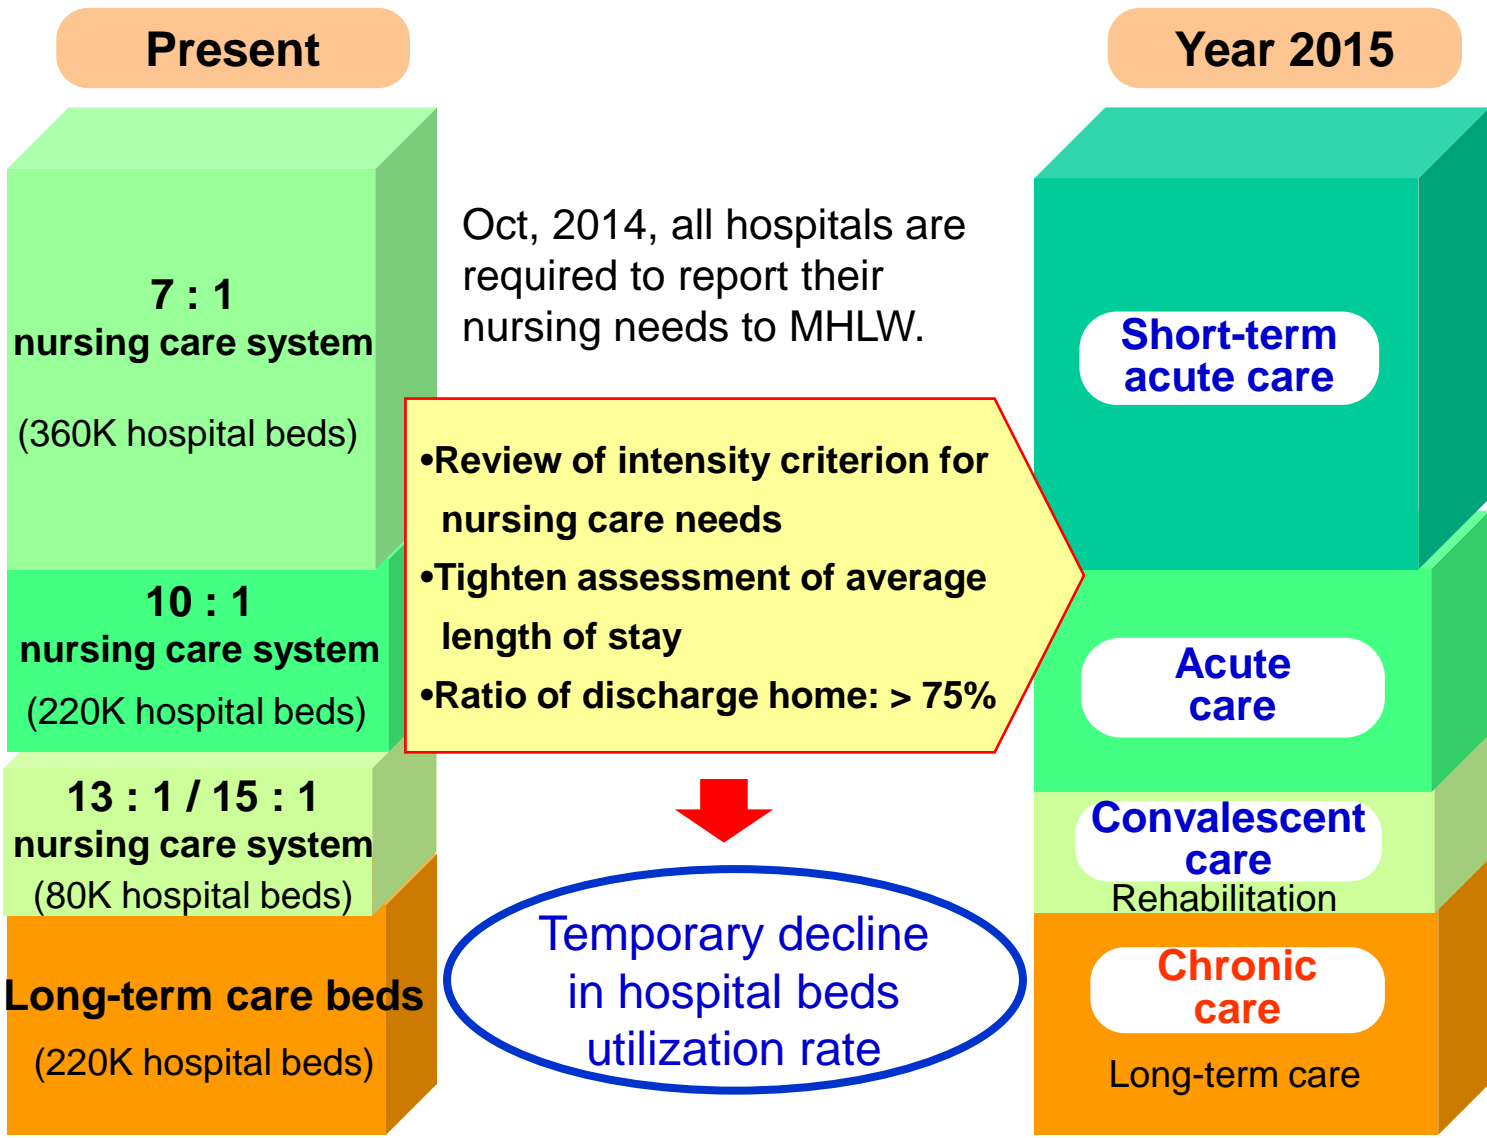 Present
7 : 1
nursing care system
(360K hospital beds)
10 : 1
nursing care system
(220K hospital beds)
13 : 1 / 15 : 1
nursing care system
(80K hospital beds)
Long-term care beds
(220K hospital beds)
Oct, 2014, all hospitals are
required to report their
nursing needs to MHLW.
•Review of intensity criterion for
nursing care needs
•Tighten assessment of average
length of stay
•Ratio of discharge home: > 75%
Temporary decline
in hospital beds
utilization rate
Year 2015
Short-term
acute care
Acute
care
Convalescent
care
Rehabilitation
Chronic
care
Long-term care